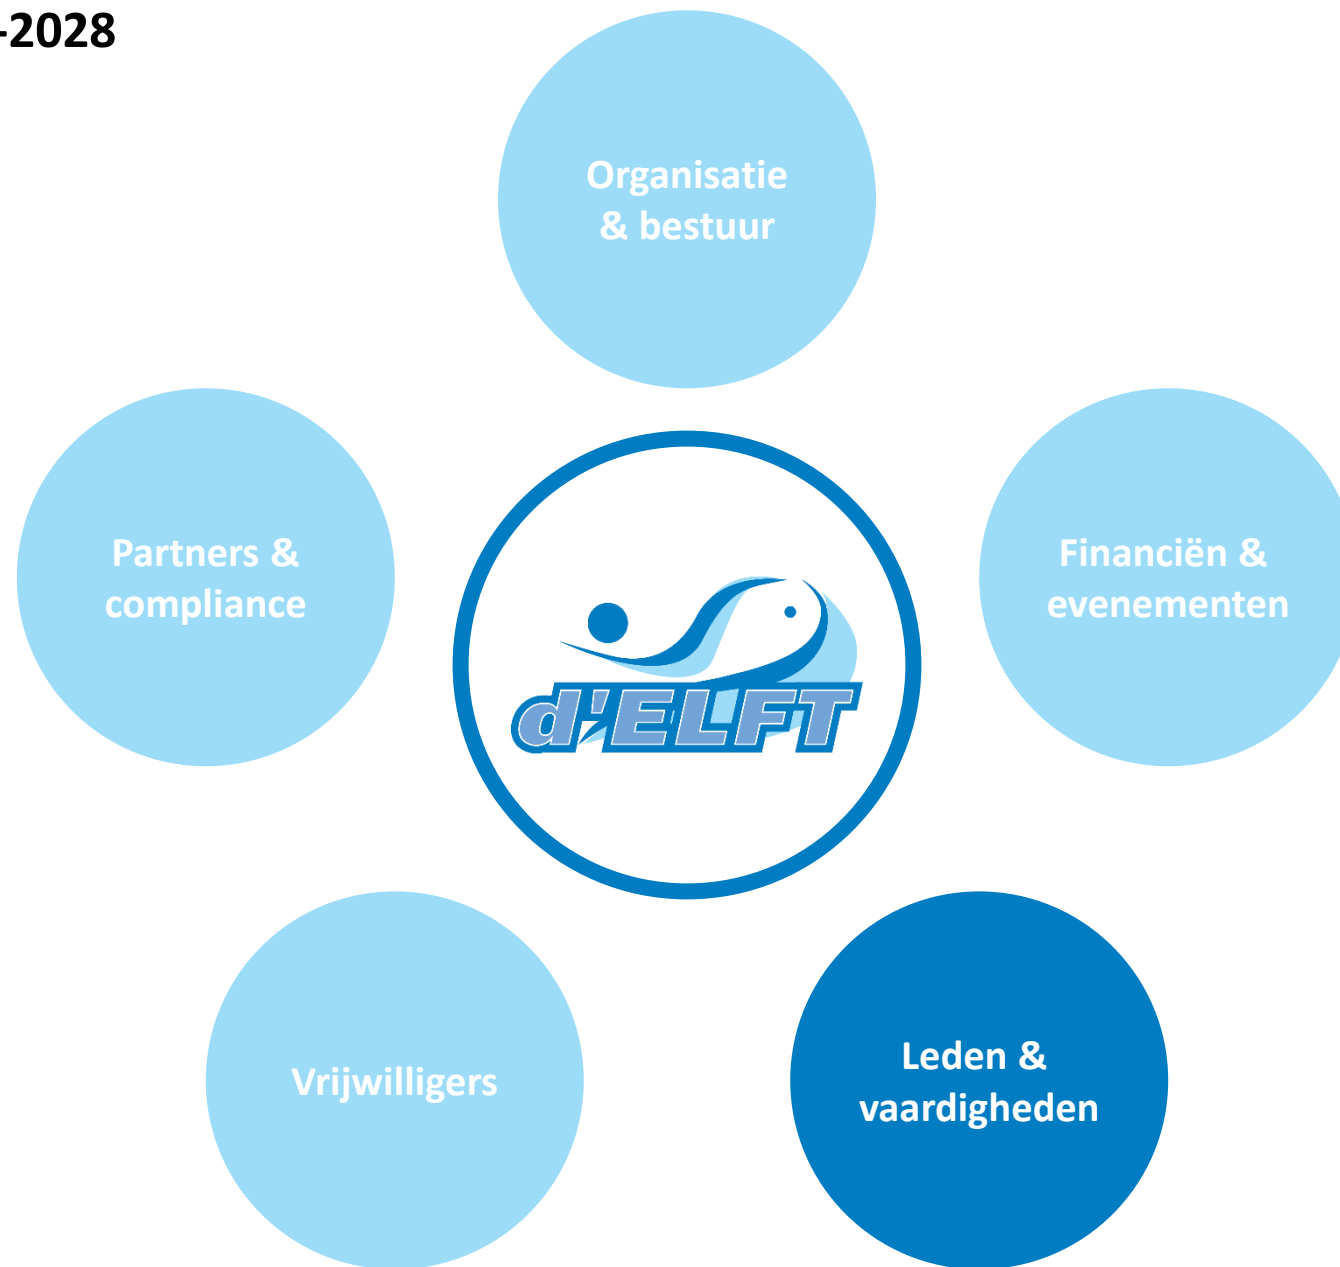 -2028
Organisatie
& bestuur
Partners &
compliance
Financiën &
evenementen
d'ELFT
Vrijwilligers
Leden &
vaardigheden